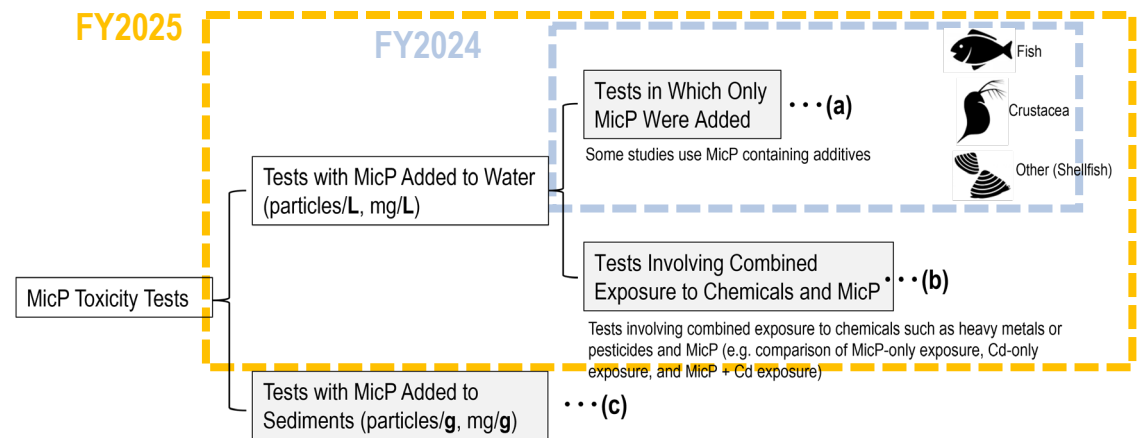 FY2025
FY2024
Fish
Tests in Which Only
MicP Were Added
・・・(a)
Crustacea
Some studies use MicP containing additives
Other (Shellfish)
Tests with MicP Added to Water
(particles/L, mg/L)
Tests Involving Combined
Exposure to Chemicals and MicP
・・・(b)
MicP Toxicity Tests
Tests involving combined exposure to chemicals such as heavy metals or
pesticides and MicP (e.g. comparison of MicP-only exposure, Cd-only
exposure, and MicP + Cd exposure)
Tests with MicP Added to
Sediments (particles/g, mg/g)
・・・(c)